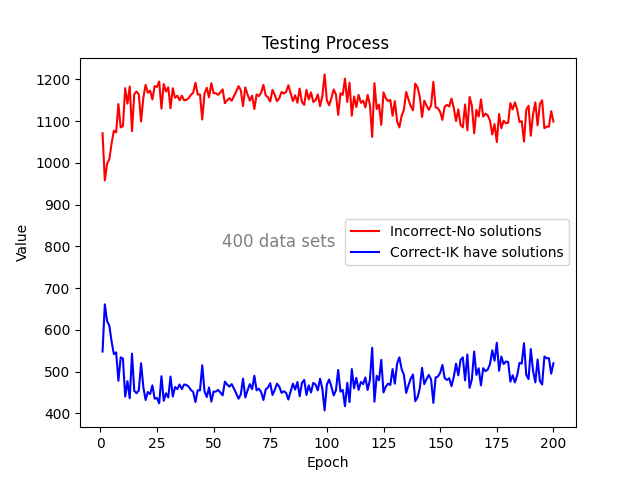 Testing Process
1200
1100
1000
900
800
700
600
500
400
Value
400 data sets
Incorrect-No solutions
Correct-IK have solutions
0 25 50 75 100 125 150 175 200
Epoch